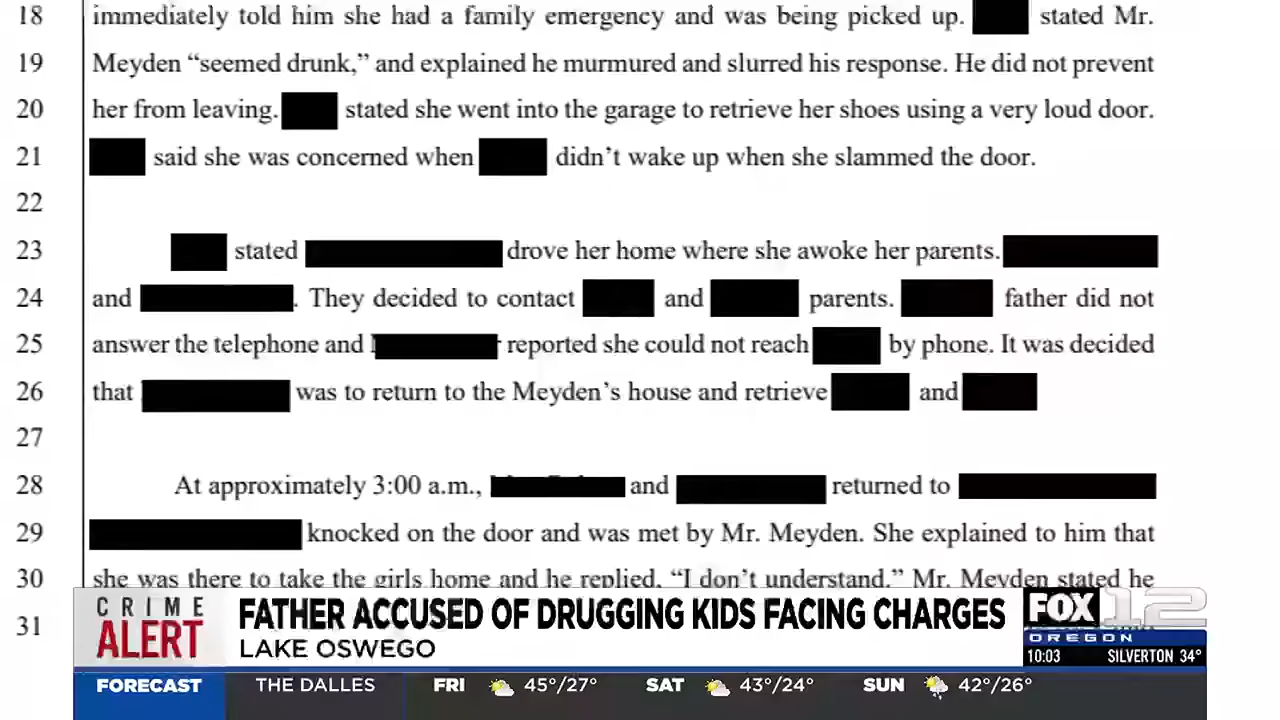 18 immediately told him she had a family emergency and was being picked up. stated Mr.
19 Meyden “seemed drunk,” and explained he murmured and slurred his response. He did not prevent
20 her from leaving. stated she went into the garage to retrieve her shoes using a very loud door.
21 said she was concerned when didn’t wake up when she slammed the door.
22
23 stated drove her home where she awoke her parents.
24 and . They decided to contact and parents. father did not
25 answer the telephone and reported she could not reach by phone. It was decided
26 that was to return to the Meyden’s house and retrieve and
27
28 At approximately 3:00 a.m., and returned to
29 knocked on the door and was met by Mr. Meyden. She explained to him that
30 she was there to take the girls home and he replied, “I don’t understand.” Mr. Meyden stated he
31
CRIME ALERT
FATHER ACCUSED OF DRUGGING KIDS FACING CHARGES
LAKE OSWEGO
FOX 12
OREGON
10:03 SILVERTON 34°
FORECAST THE DALLES FRI 45°/27° SAT 43°/24° SUN 42°/26°